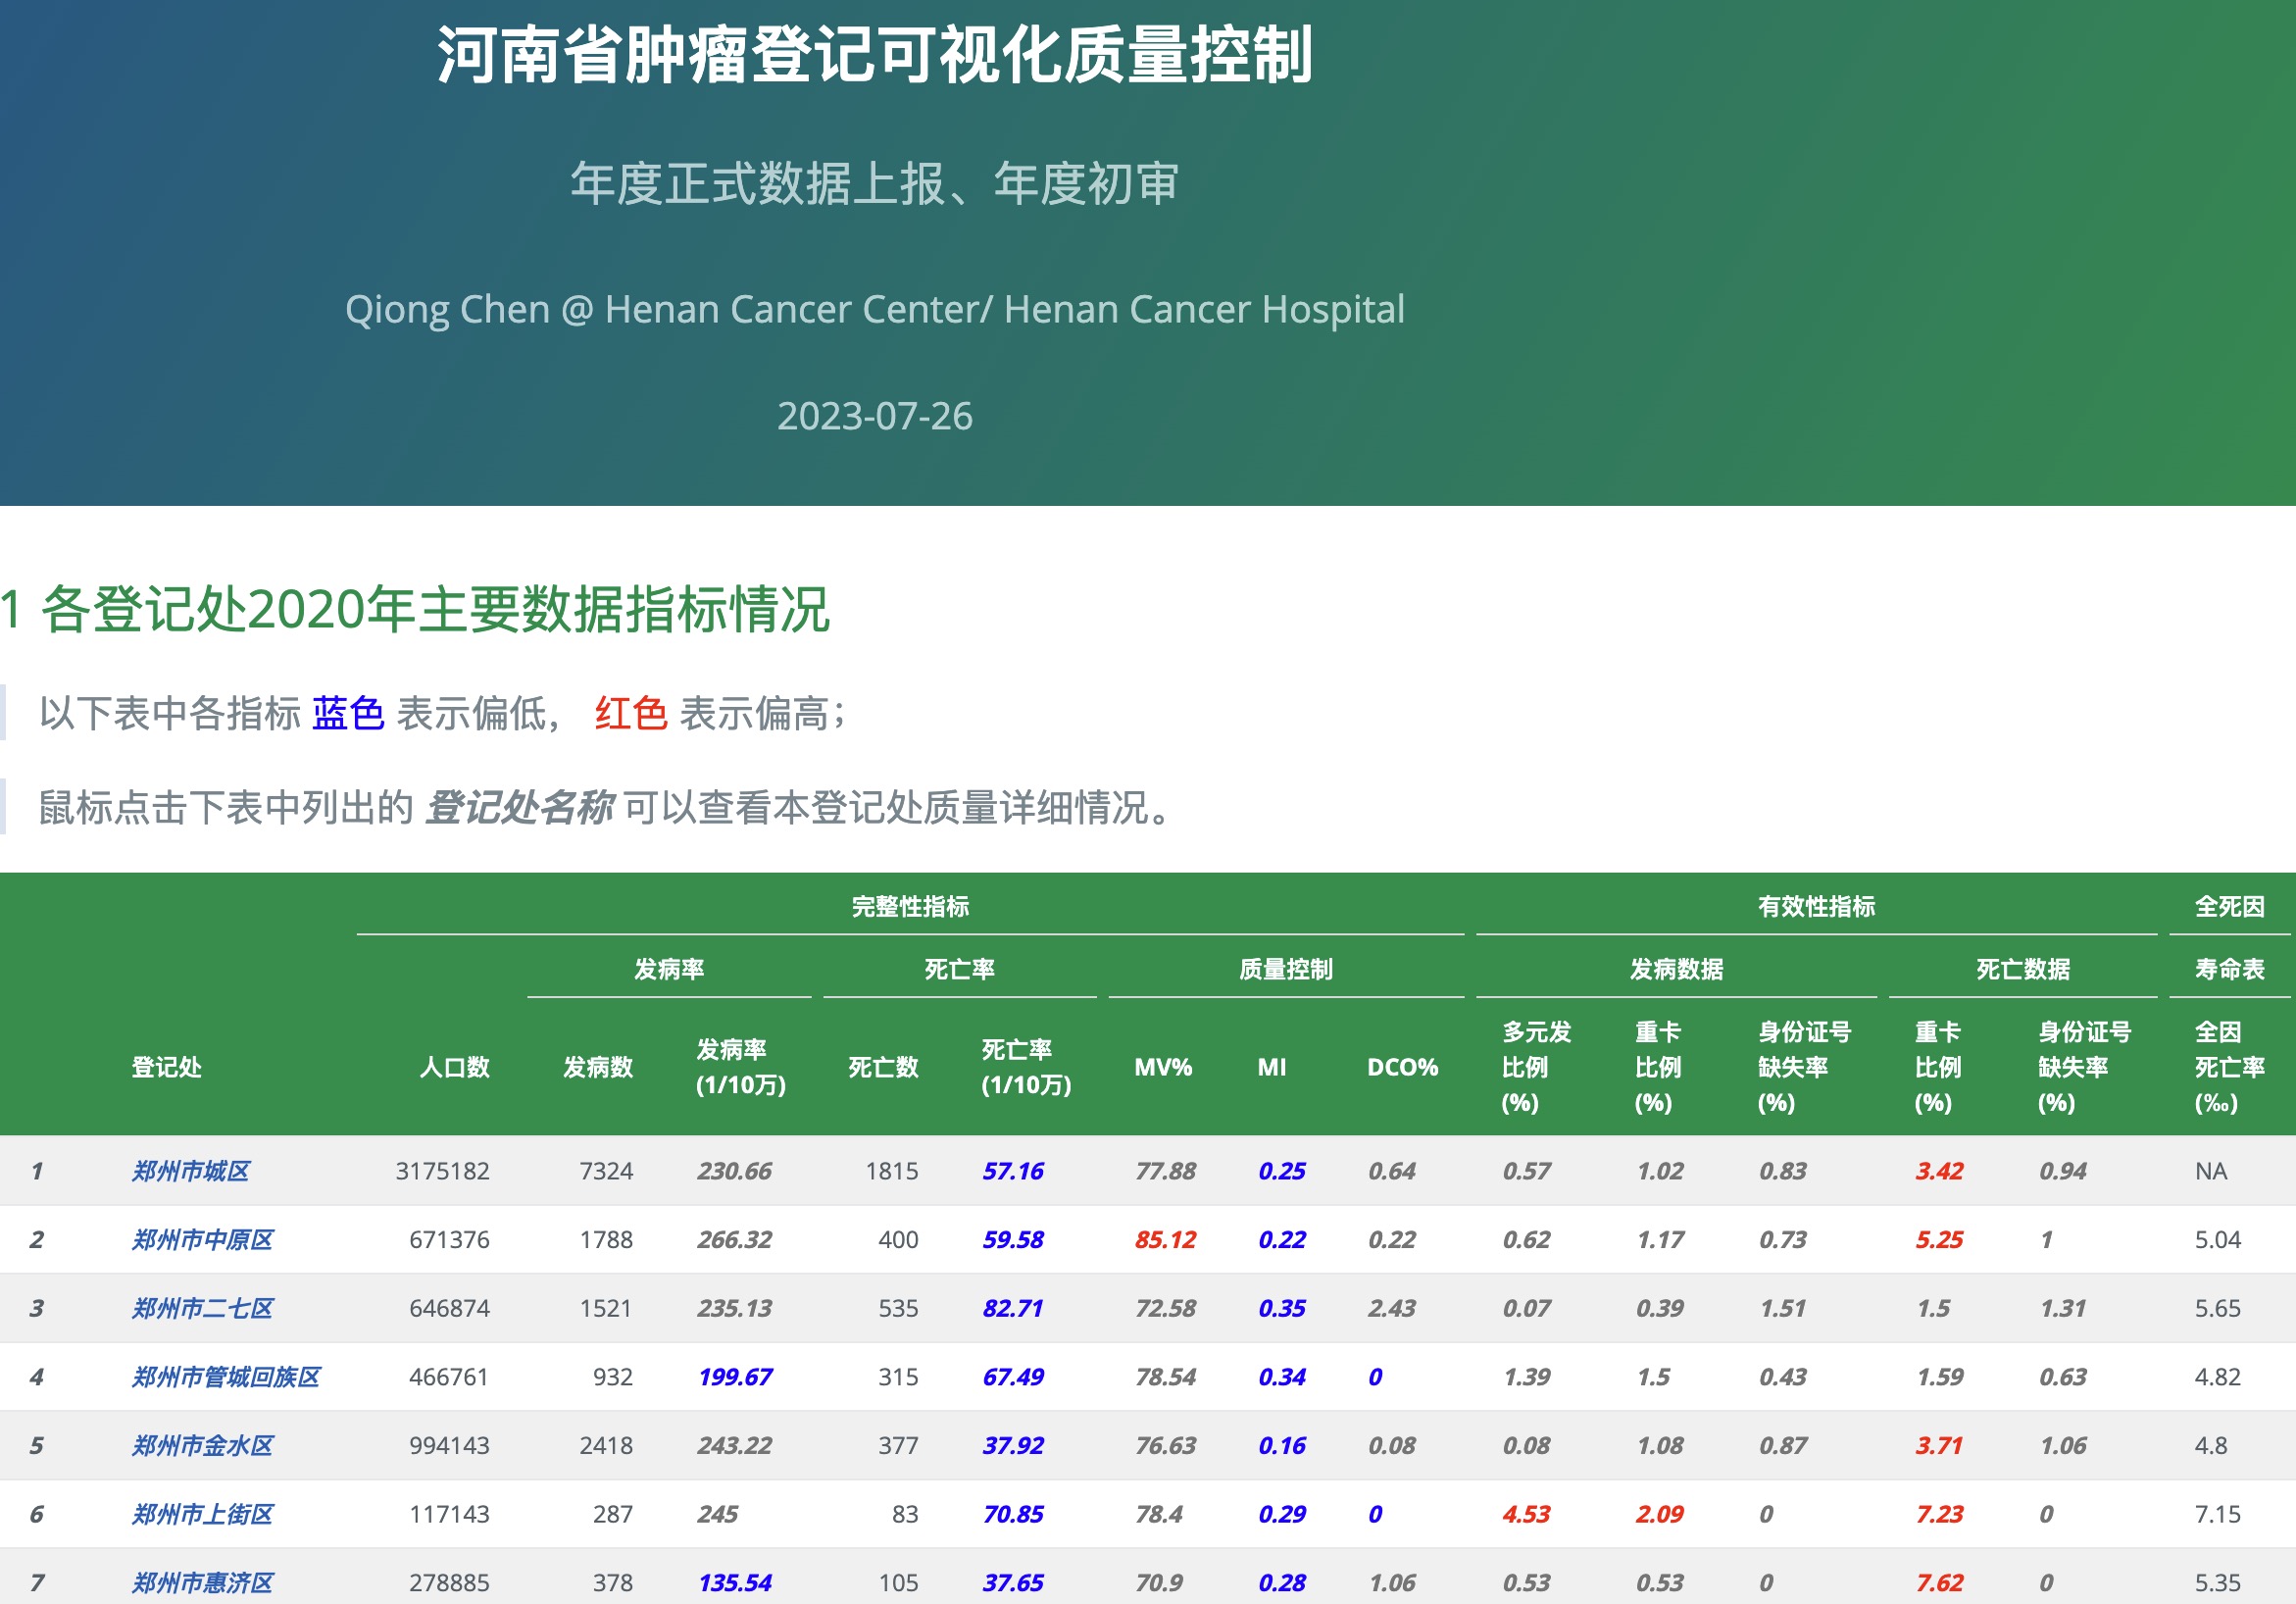 河南省肿瘤登记可视化质量控制
年度正式数据上报、年度初审
Qiong Chen @ Henan Cancer Center/ Henan Cancer Hospital
2023-07-26
1 各登记处2020年主要数据指标情况
以下表中各指标 蓝色 表示偏低， 红色 表示偏高；
鼠标点击下表中列出的 登记处名称 可以查看本登记处质量详细情况。
完整性指标 有效性指标 全死因
发病率 死亡率 质量控制 发病数据 死亡数据 寿命表
登记处 人口数 发病数 发病率 (1/10万) 死亡数 死亡率 (1/10万) MV% MI DCO% 多元发 比例 (%) 重卡 比例 (%) 身份证号 缺失率 (%) 重卡 比例 (%) 身份证号 缺失率 (%) 全因 死亡率 (‰)
1 郑州市城区 3175182 7324 230.66 1815 57.16 77.88 0.25 0.64 0.57 1.02 0.83 3.42 0.94 NA
2 郑州市中原区 671376 1788 266.32 400 59.58 85.12 0.22 0.22 0.62 1.17 0.73 5.25 1 5.04
3 郑州市二七区 646874 1521 235.13 535 82.71 72.58 0.35 2.43 0.07 0.39 1.51 1.5 1.31 5.65
4 郑州市管城回族区 466761 932 199.67 315 67.49 78.54 0.34 0 1.39 1.5 0.43 1.59 0.63 4.82
5 郑州市金水区 994143 2418 243.22 377 37.92 76.63 0.16 0.08 0.08 1.08 0.87 3.71 1.06 4.8
6 郑州市上街区 117143 287 245 83 70.85 78.4 0.29 0 4.53 2.09 0 7.23 0 7.15
7 郑州市惠济区 278885 378 135.54 105 37.65 70.9 0.28 1.06 0.53 0.53 0 7.62 0 5.35